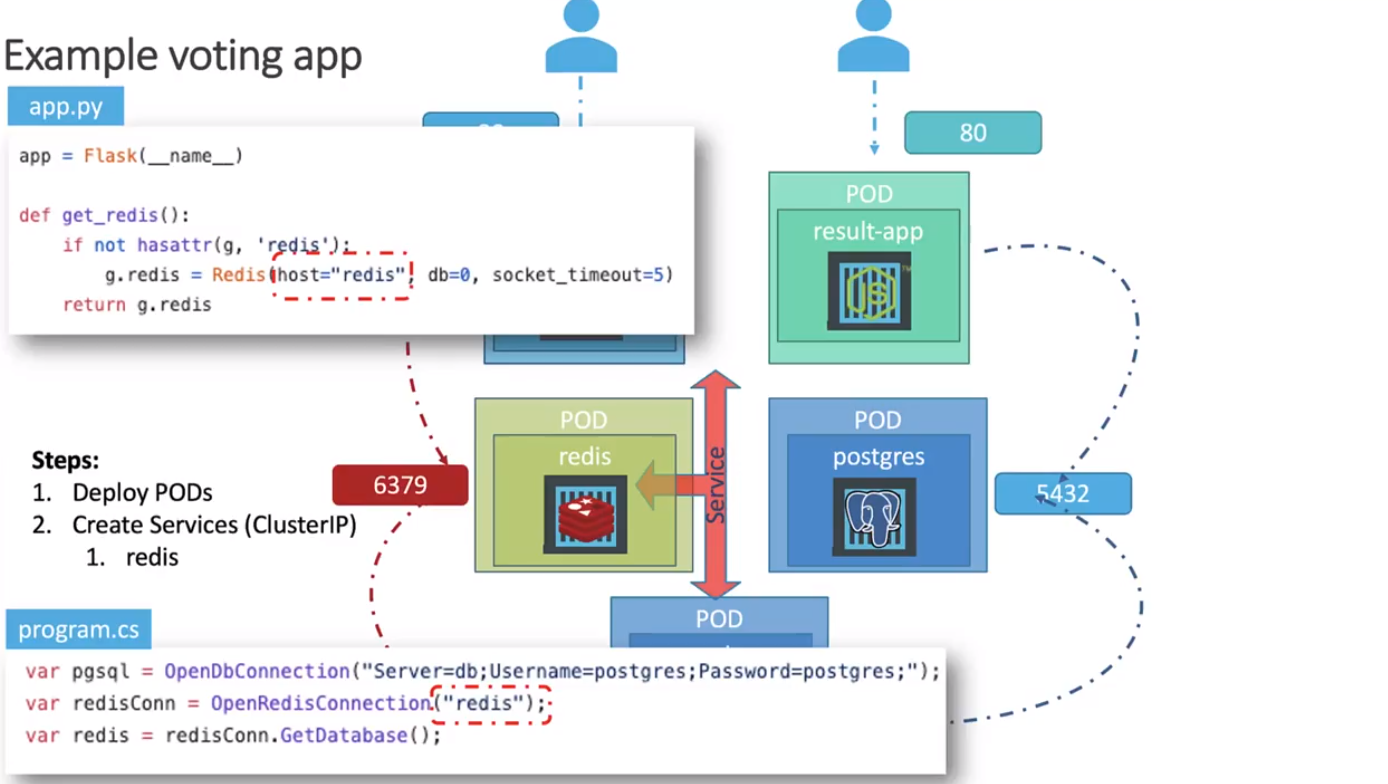 Example voting app
app.py
app = Flask(__name__)
def get_redis():
if not hasattr(g, 'redis'):
g.redis = Redis(host="redis", db=0, socket_timeout=5)
return g.redis
80
POD
result-app
JS
TM
POD
redis
Service
POD
postgres
6379
5432
Steps:
1. Deploy PODs
2. Create Services (ClusterIP)
1. redis
POD
program.cs
var pgsql = OpenDbConnection("Server=db;Username=postgres;Password=postgres;");
var redisConn = OpenRedisConnection("redis");
var redis = redisConn.GetDatabase();